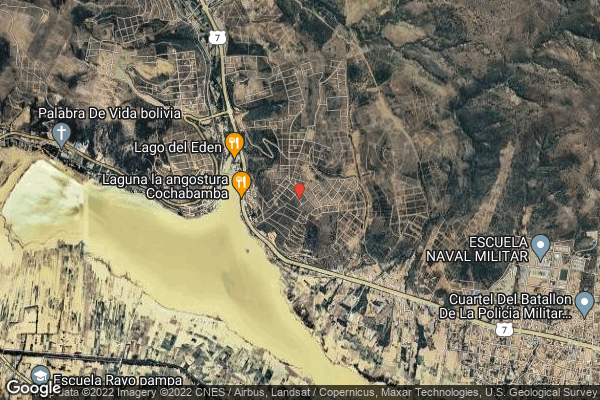 7
Palabra De Vida bolivia
Lago del Eden
Laguna la angostura
Cochabamba
ESCUELA
NAVAL MILITAR
Cuartel Del Batallon
De La Policia Militar...
7
Escuela Rayo pampa
Google
Data ©2022 Imagery ©2022 CNES / Airbus, Landsat / Copernicus, Maxar Technologies, U.S. Geological Survey